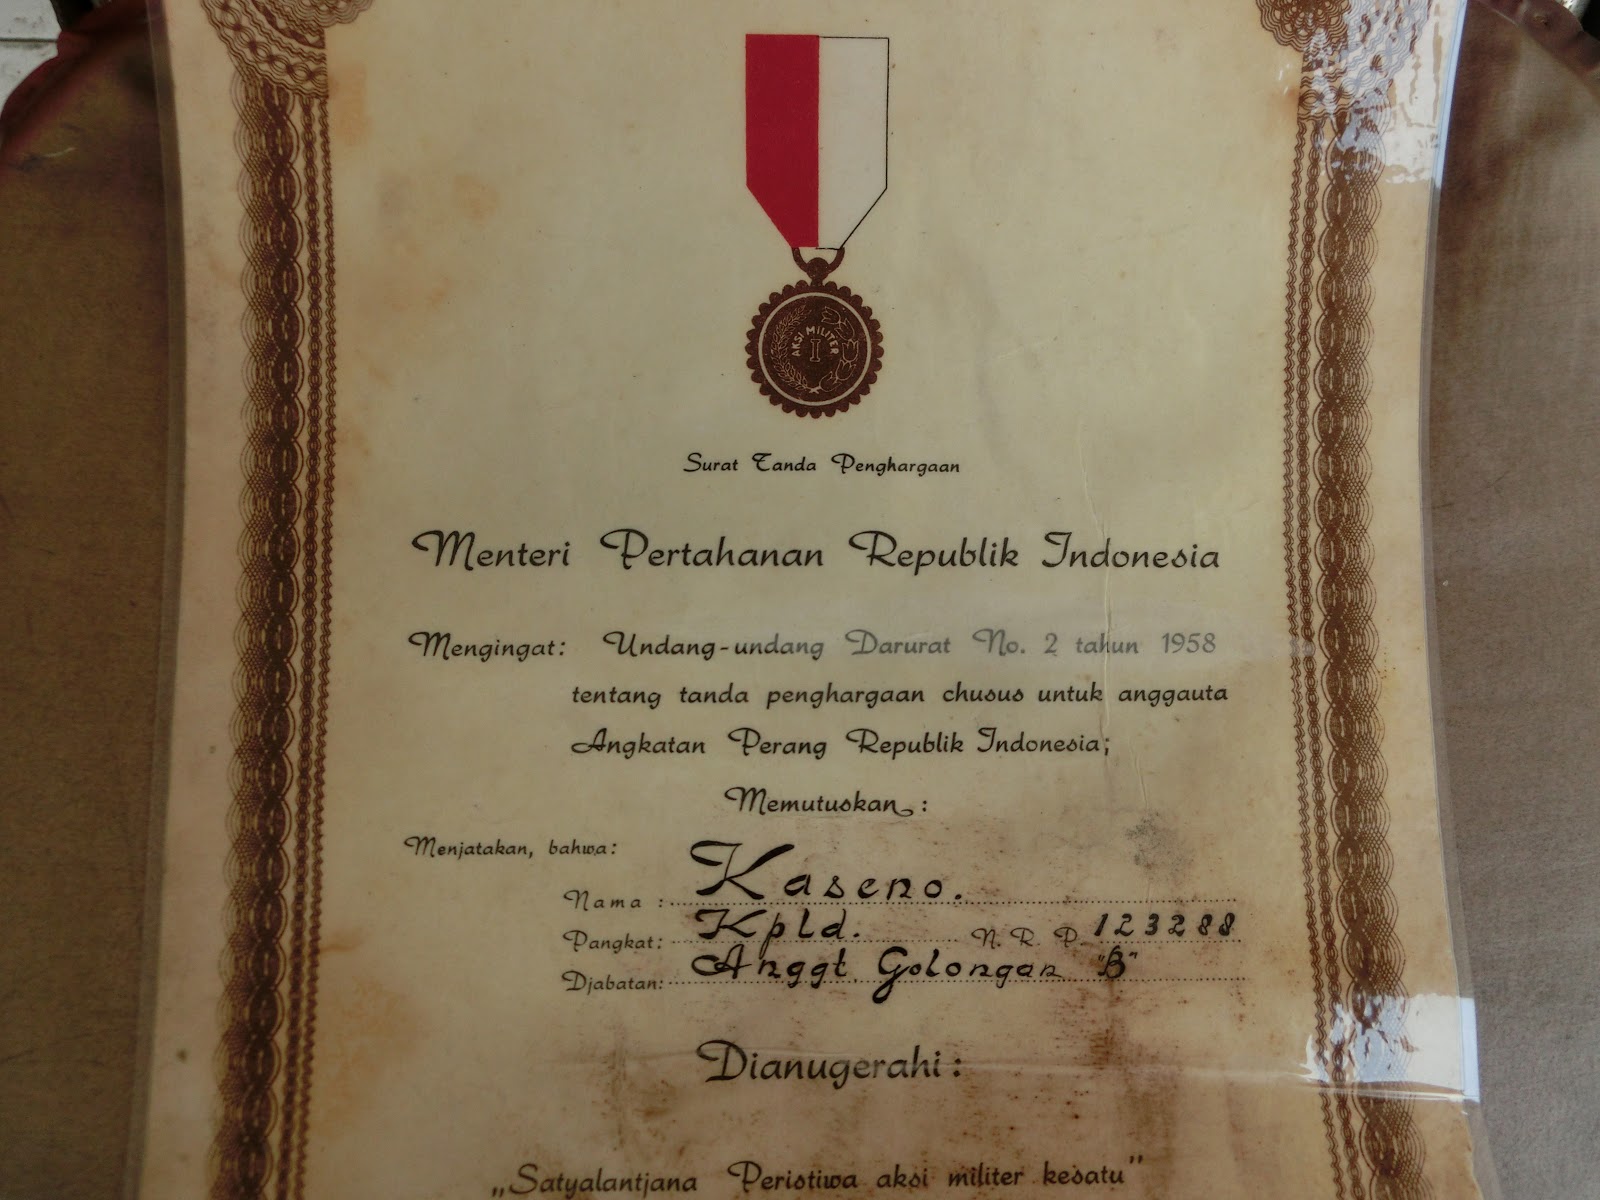 AKSI MILITER
I
Surat Tanda Penghargaan
Menteri Pertahanan Republik Indonesia
Mengingat: Undang-undang Darurat No. 2 tahun 1958
tentang tanda penghargaan chusus untuk anggauta
Angkatan Perang Republik Indonesia;
Memutuskan:
Menjatakan, bahwa:
Nama : Kaseno.
Pangkat: Kpld. N. R. P. 123288
Djabatan: Anggt. Golongan "B"
Dianugerahi:
„Satyalantjana Peristiwa aksi militer kesatu”